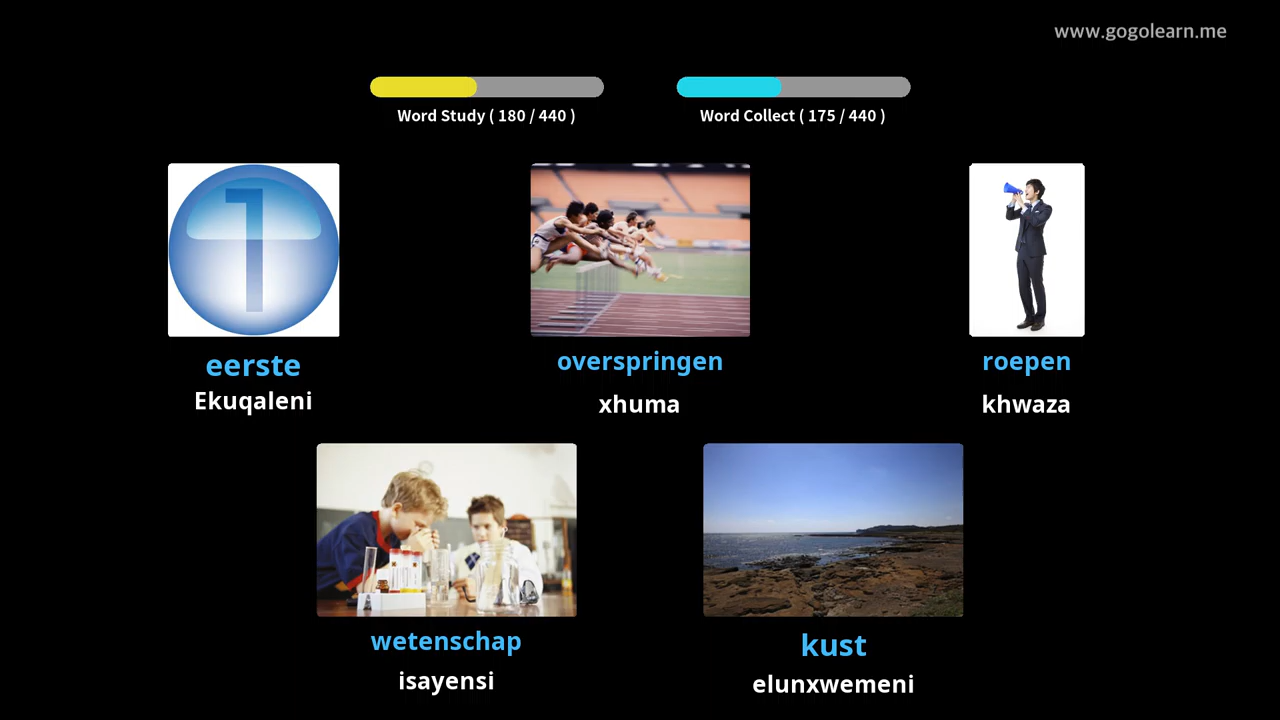 www.gogolearn.me
Word Study ( 180 / 440 )
Word Collect ( 175 / 440 )
1
eerste
Ekuqaleni
overspringen
xhuma
roepen
khwaza
wetenschap
isayensi
kust
elunxwemeni